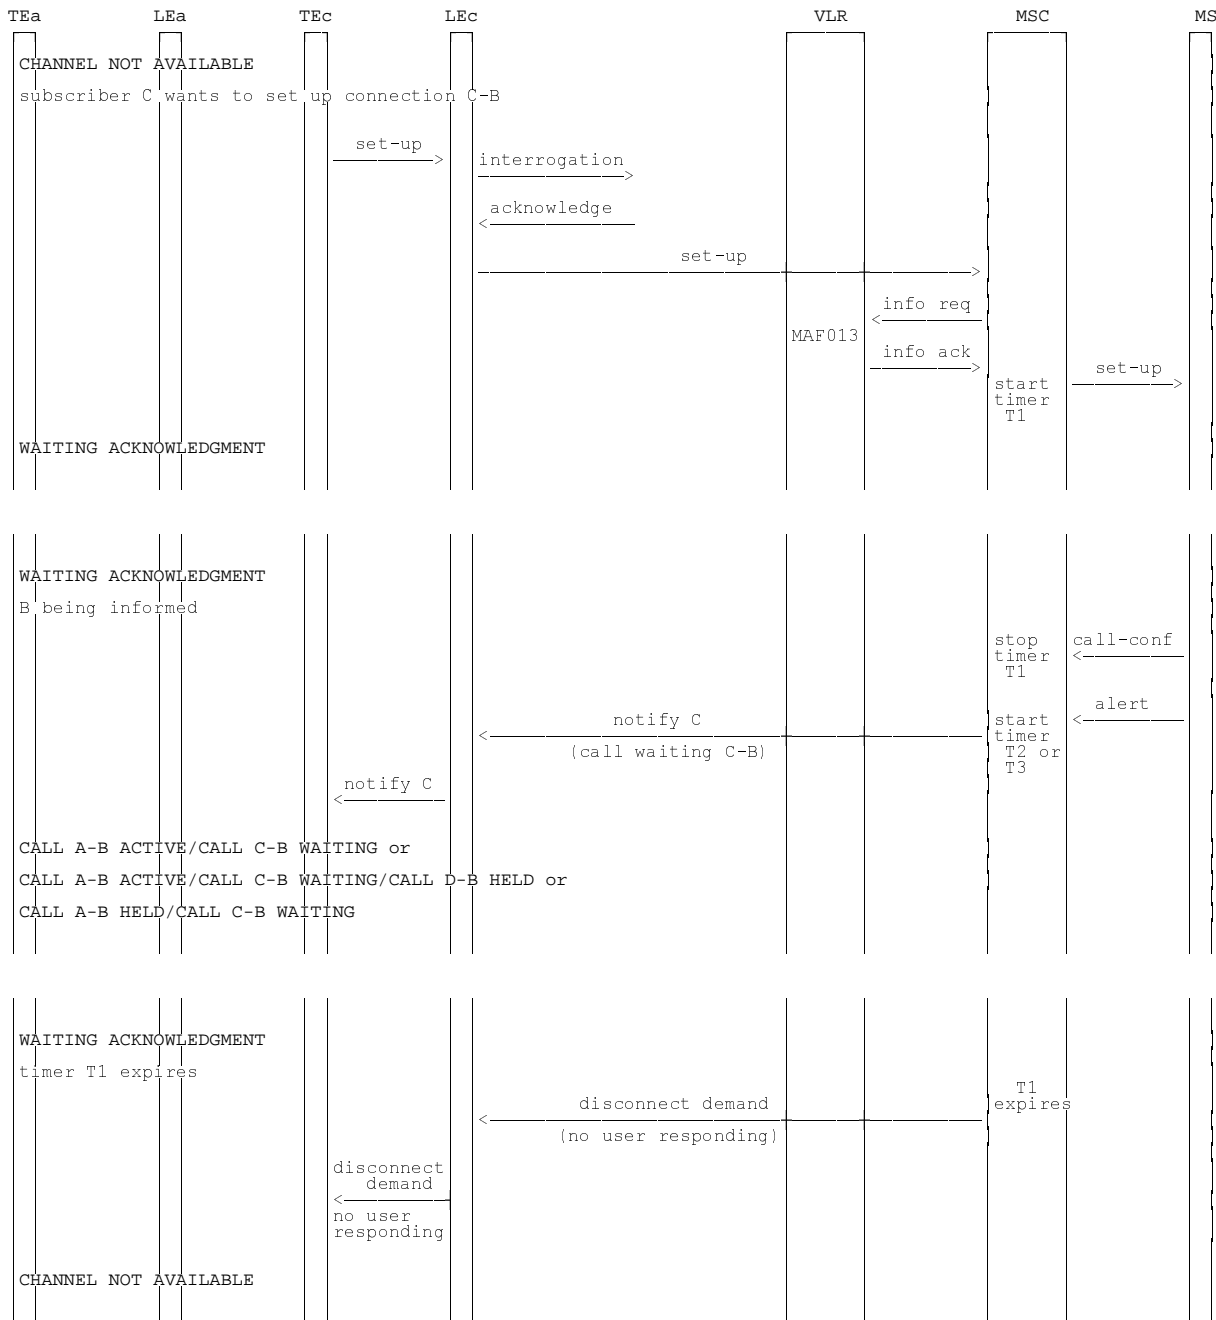 TEa LEa TEc LEc VLR MSC MS
CHANNEL NOT AVAILABLE
subscriber C wants to set up connection C-B
set-up
interrogation
acknowledge
set-up
info req
MAF013
info ack
set-up
start
timer
T1
WAITING ACKNOWLEDGMENT
WAITING ACKNOWLEDGMENT
B being informed
stop
timer
T1
call-conf
alert
notify C
(call waiting C-B)
start
timer
T2 or
T3
notify C
CALL A-B ACTIVE/CALL C-B WAITING or
CALL A-B ACTIVE/CALL C-B WAITING/CALL D-B HELD or
CALL A-B HELD/CALL C-B WAITING
WAITING ACKNOWLEDGMENT
timer T1 expires
T1
expires
disconnect demand
(no user responding)
disconnect
demand
no user
responding
CHANNEL NOT AVAILABLE